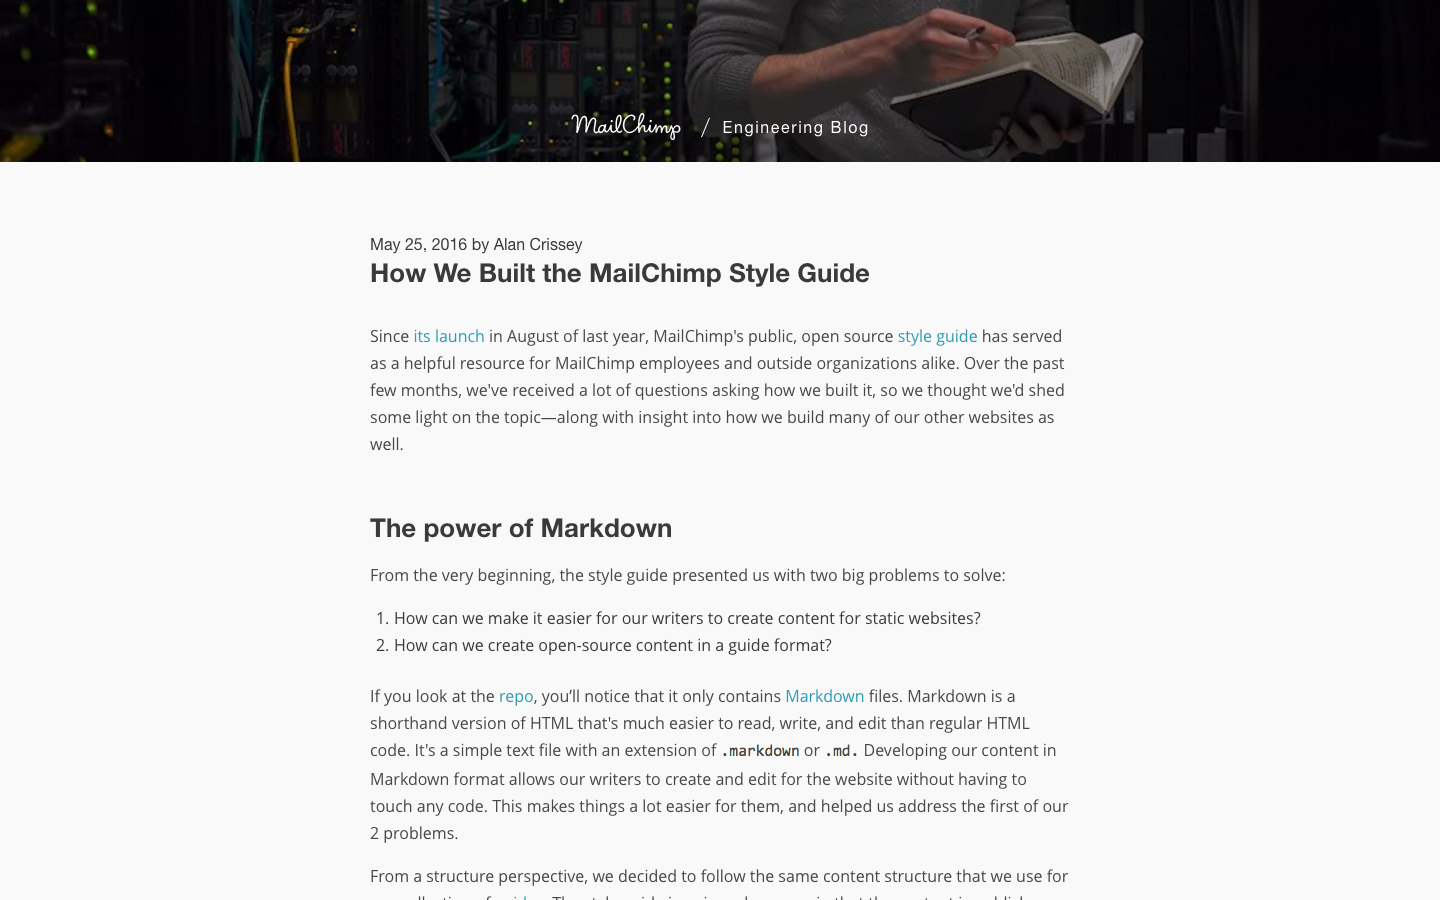 MailChimp / Engineering Blog
May 25, 2016 by Alan Crissey
How We Built the MailChimp Style Guide
Since its launch in August of last year, MailChimp's public, open source style guide has served
as a helpful resource for MailChimp employees and outside organizations alike. Over the past
few months, we've received a lot of questions asking how we built it, so we thought we'd shed
some light on the topic—along with insight into how we build many of our other websites as
well.
The power of Markdown
From the very beginning, the style guide presented us with two big problems to solve:
1. How can we make it easier for our writers to create content for static websites?
2. How can we create open-source content in a guide format?
If you look at the repo, you’ll notice that it only contains Markdown files. Markdown is a
shorthand version of HTML that's much easier to read, write, and edit than regular HTML
code. It's a simple text file with an extension of .markdown or .md. Developing our content in
Markdown format allows our writers to create and edit for the website without having to
touch any code. This makes things a lot easier for them, and helped us address the first of our
2 problems.
From a structure perspective, we decided to follow the same content structure that we use for